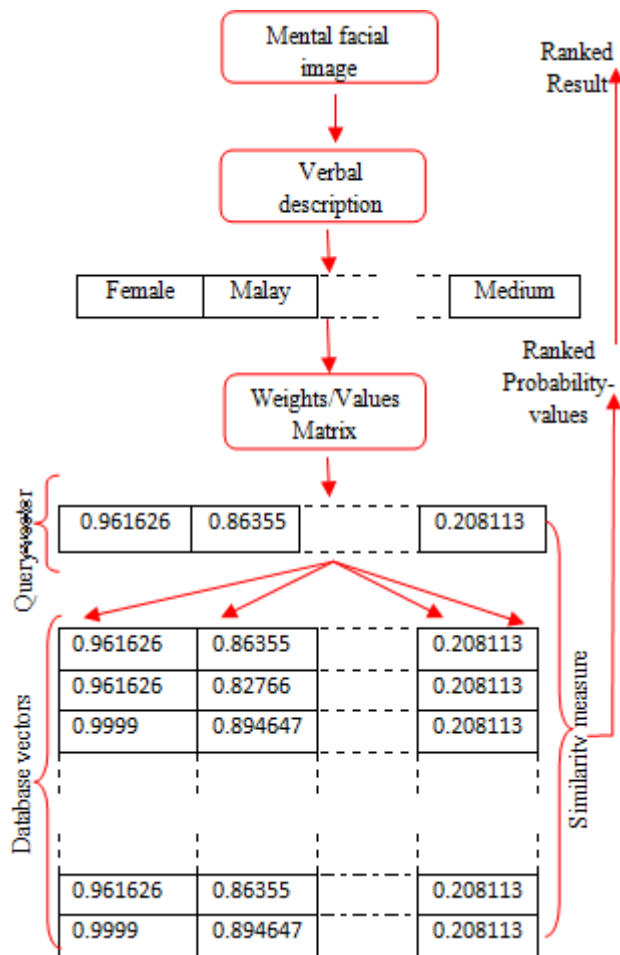 Mental facial
image
Ranked
Result
Verbal
description
Female Malay Medium
Ranked
Probability-
values
Weights/Values
Matrix
Query vector
0.961626 0.86355 0.208113
Database vectors
0.961626 0.86355 0.208113
0.961626 0.82766 0.208113
0.9999 0.894647 0.208113
0.961626 0.86355 0.208113
0.9999 0.894647 0.208113
Similarity measure